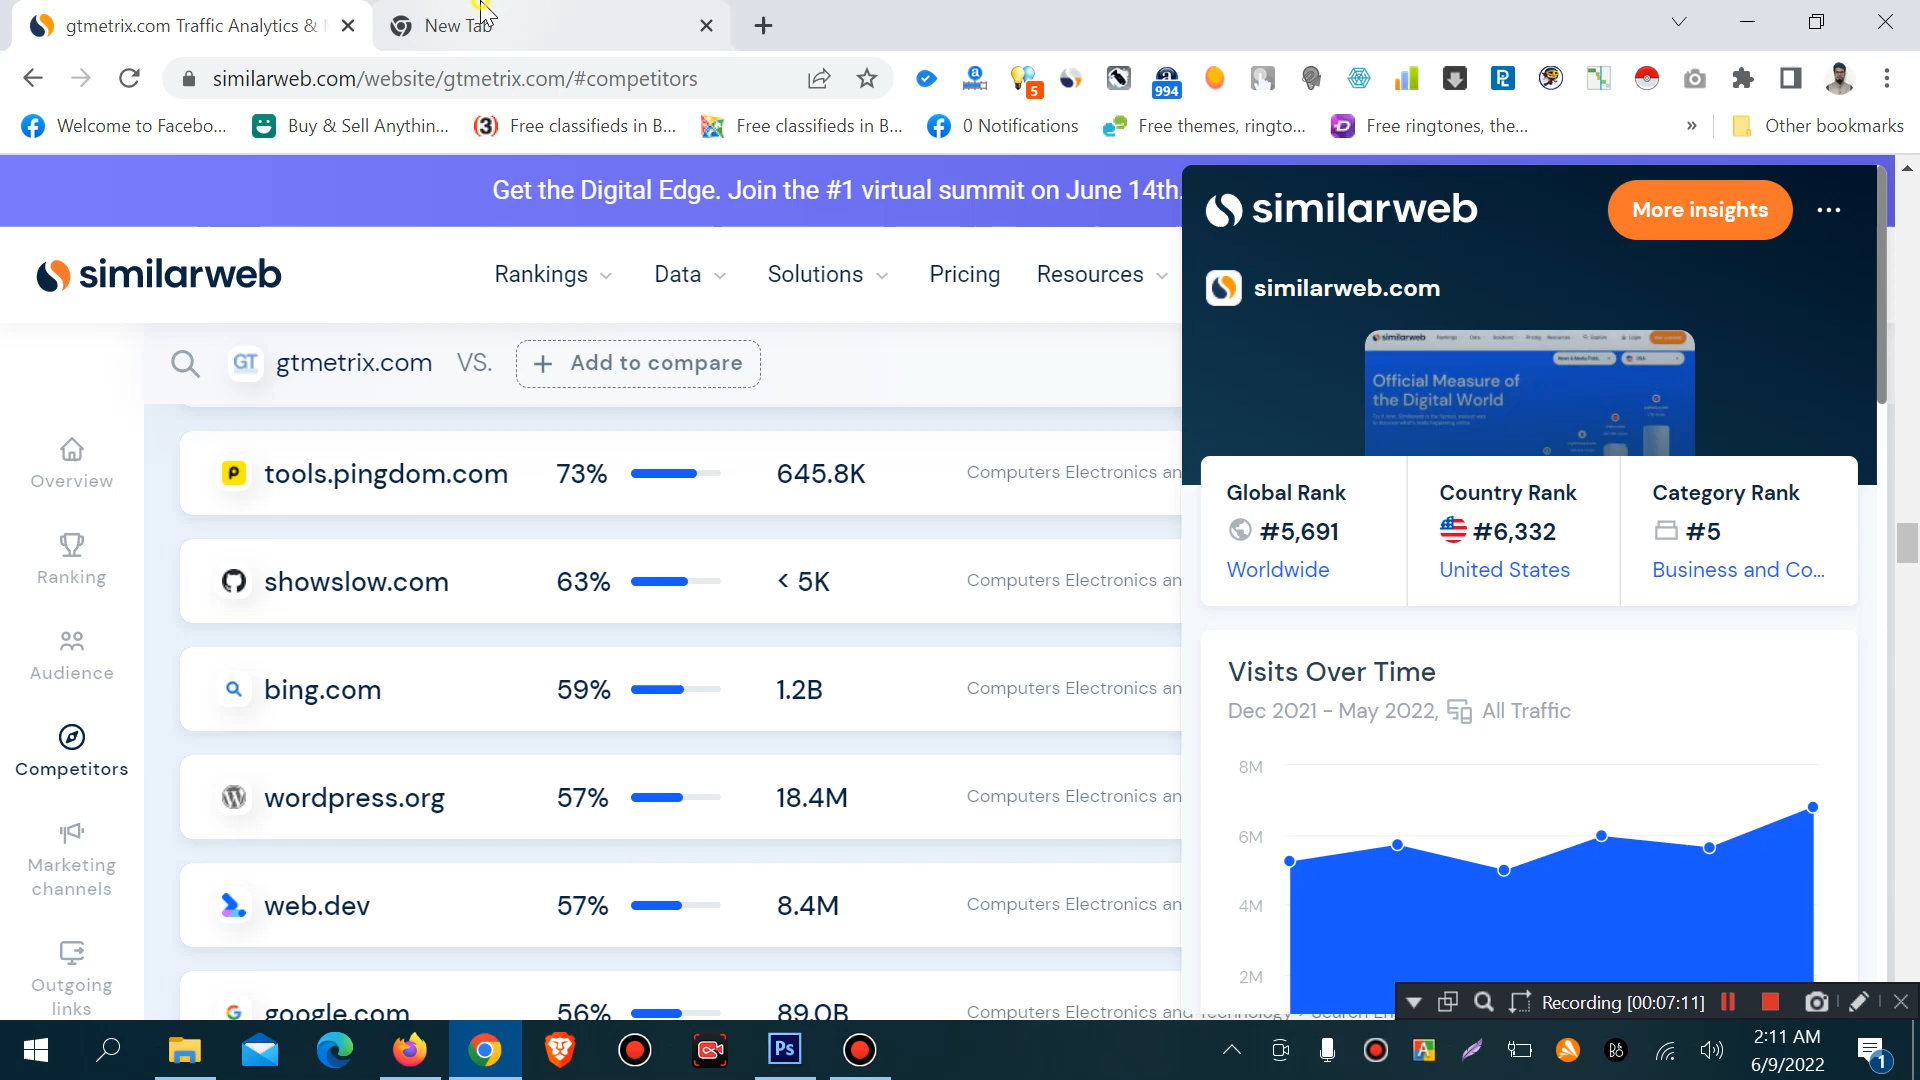 gtmetrix.com Traffic Analytics &
New Tab
similarweb.com/website/gtmetrix.com/#competitors
5
994
Welcome to Facebo...
Buy & Sell Anythin...
Free classifieds in B...
Free classifieds in B...
0 Notifications
Free themes, ringto...
Free ringtones, the...
»
Other bookmarks
Get the Digital Edge. Join the #1 virtual summit on June 14th.
similarweb
More insights
similarweb
Rankings
Data
Solutions
Pricing
Resources
similarweb.com
GT
gtmetrix.com
VS.
+ Add to compare
Official Measure of
the Digital World
Overview
Ranking
Audience
Competitors
Marketing
channels
Outgoing
links
tools.pingdom.com 73% 645.8K Computers Electronics an
showslow.com 63% < 5K Computers Electronics an
bing.com 59% 1.2B Computers Electronics an
wordpress.org 57% 18.4M Computers Electronics an
web.dev 57% 8.4M Computers Electronics an
google.com 56% 89.0B Computers Electronics and Technology
Global Rank
#5,691
Worldwide
Country Rank
#6,332
United States
Category Rank
#5
Business and Co...
Visits Over Time
Dec 2021 - May 2022, All Traffic
8M
6M
4M
2M
Recording [00:07:11]
Ps
2:11 AM
6/9/2022
1